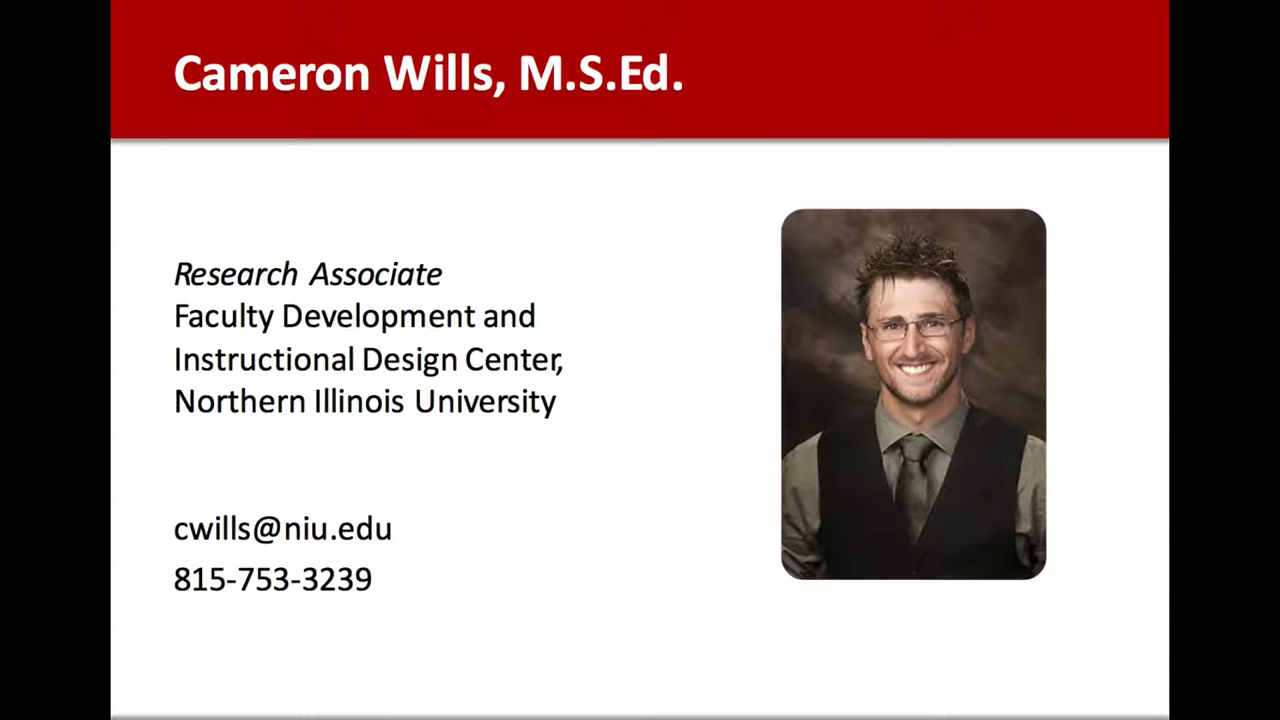 Cameron Wills, M.S.Ed.
Research Associate
Faculty Development and
Instructional Design Center,
Northern Illinois University
cwills@niu.edu
815-753-3239